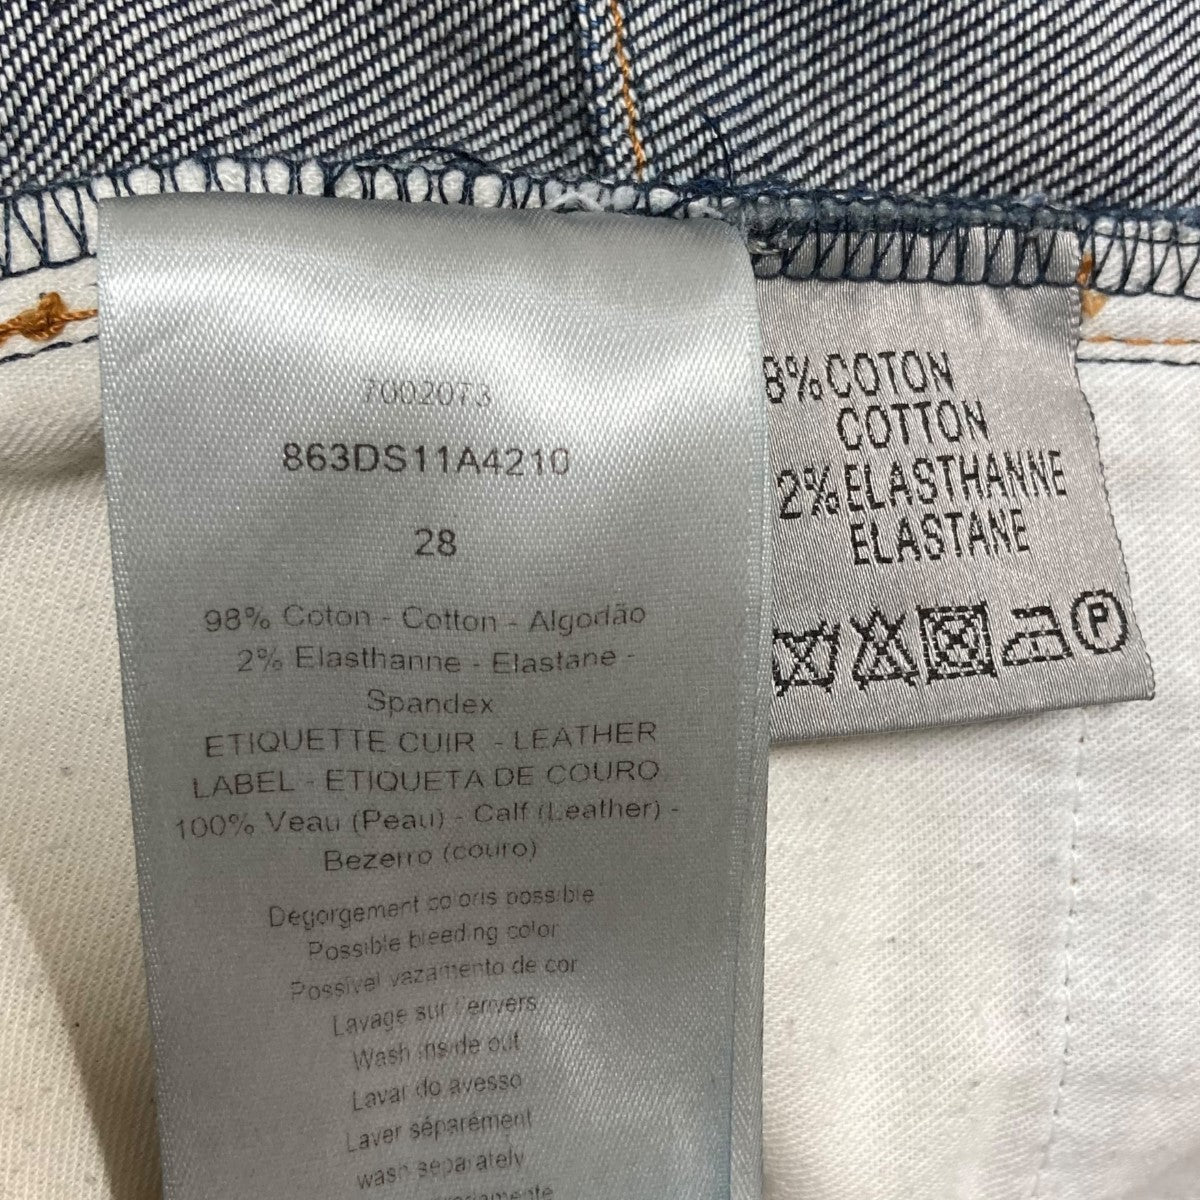 7002073
863DS11A4210
28
98% Coton - Cotton - Algodão
2% Elasthanne - Elastane -
Spandex
ETIQUETTE CUIR - LEATHER
LABEL - ETIQUETA DE COURO
100% Veau (Peau) - Calf (Leather) -
Bezerro (couro)
Dégorgement coloris possible
Possible bleeding color
Possivel vazamento de cor
Lavage sur l'envers
Wash inside out
Lavar do avesso
Laver séparément
wash separately
8% COTON
COTTON
2% ELASTHANNE
ELASTANE
P